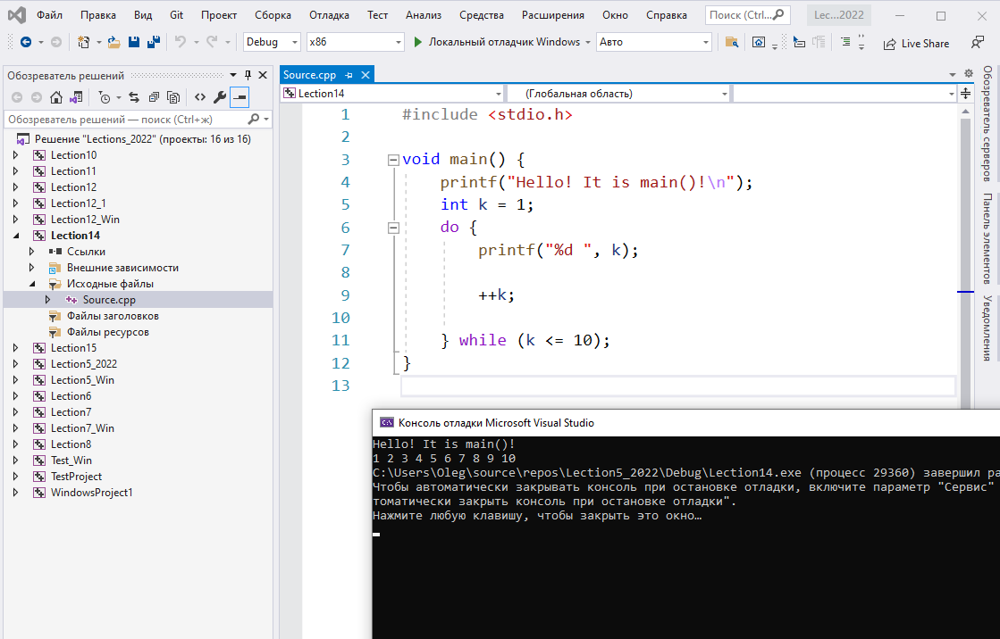 Файл Правка Вид Git Проект Сборка Отладка Тест Анализ Средства Расширения Окно Справка Поиск (Ctrl... Lec...2022
Debug x86 Локальный отладчик Windows Авто Live Share
Обозреватель решений
Обозреватель решений — поиск (Ctrl+ж)
Решение "Lections_2022" (проекты: 16 из 16)
Lection10
Lection11
Lection12
Lection12_1
Lection12_Win
Lection14
Ссылки
Внешние зависимости
Исходные файлы
Source.cpp
Файлы заголовков
Файлы ресурсов
Lection15
Lection5_2022
Lection5_Win
Lection6
Lection7
Lection7_Win
Lection8
Test_Win
TestProject
WindowsProject1
Source.cpp
Lection14 (Глобальная область)
1 #include <stdio.h>
2
3 void main() {
4 printf("Hello! It is main()!\n");
5 int k = 1;
6 do {
7 printf("%d ", k);
8
9 ++k;
10
11 } while (k <= 10);
12 }
13
Обозреватель серверов
Панель элементов
Уведомления
Консоль отладки Microsoft Visual Studio
Hello! It is main()!
1 2 3 4 5 6 7 8 9 10
C:\Users\Oleg\source\repos\Lection5_2022\Debug\Lection14.exe (процесс 29360) завершил ра
Чтобы автоматически закрывать консоль при остановке отладки, включите параметр "Сервис"
томатически закрыть консоль при остановке отладки".
Нажмите любую клавишу, чтобы закрыть это окно…